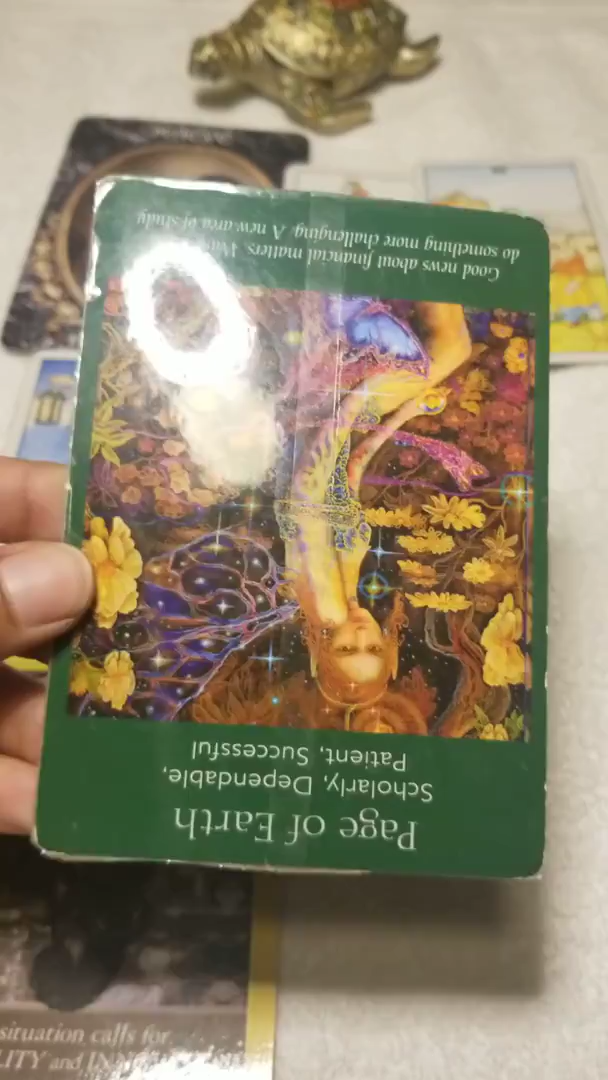 Page of Earth
Scholarly, Dependable,
Patient, Successful
Good news about financial matters.
do something more challenging. A new area of study
situation calls for
and